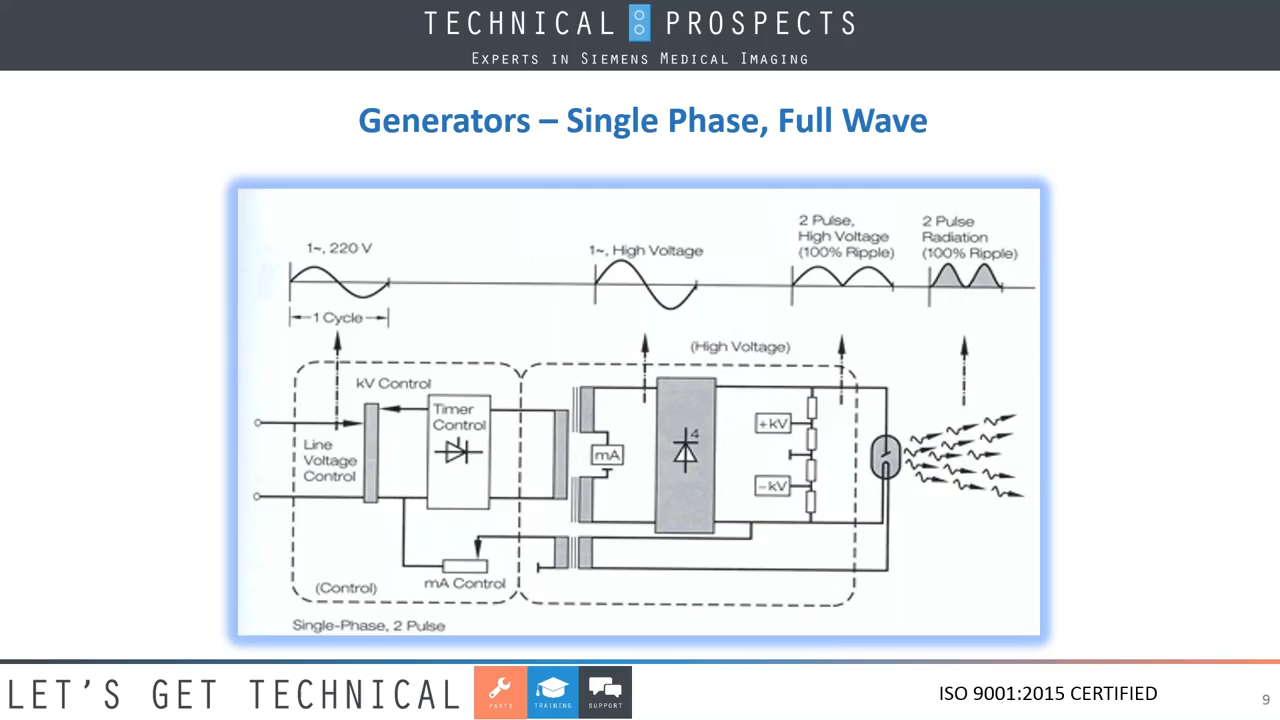 TECHNICAL PROSPECTS
EXPERTS IN SIEMENS MEDICAL IMAGING
Generators – Single Phase, Full Wave
1~, 220 V
1~, High Voltage
2 Pulse,
High Voltage
(100% Ripple)
2 Pulse
Radiation
(100% Ripple)
1 Cycle
(High Voltage)
kV Control
Timer
Control
Line
Voltage
Control
mA
4
+kV
−kV
mA Control
(Control)
Single-Phase, 2 Pulse
LET'S GET TECHNICAL
PARTS
TRAINING
SUPPORT
ISO 9001:2015 CERTIFIED
9